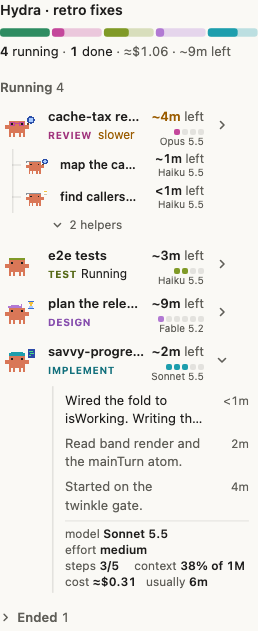 Hydra · retro fixes
4 running · 1 done · ≈$1.06 · ~9m left
Running 4
cache-tax re... ~4m left
REVIEW slower
Opus 5.5
map the ca... ~1m left
Haiku 5.5
find callers... <1m left
Haiku 5.5
2 helpers
e2e tests ~3m left
TEST Running
Haiku 5.5
plan the rele... ~9m left
DESIGN
Fable 5.2
savvy-progre... ~2m left
IMPLEMENT
Sonnet 5.5
Wired the fold to <1m
isWorking. Writing th...
Read band render and 2m
the mainTurn atom.
Started on the 4m
twinkle gate.
model Sonnet 5.5
effort medium
steps 3/5 context 38% of 1M
cost ≈$0.31 usually 6m
Ended 1